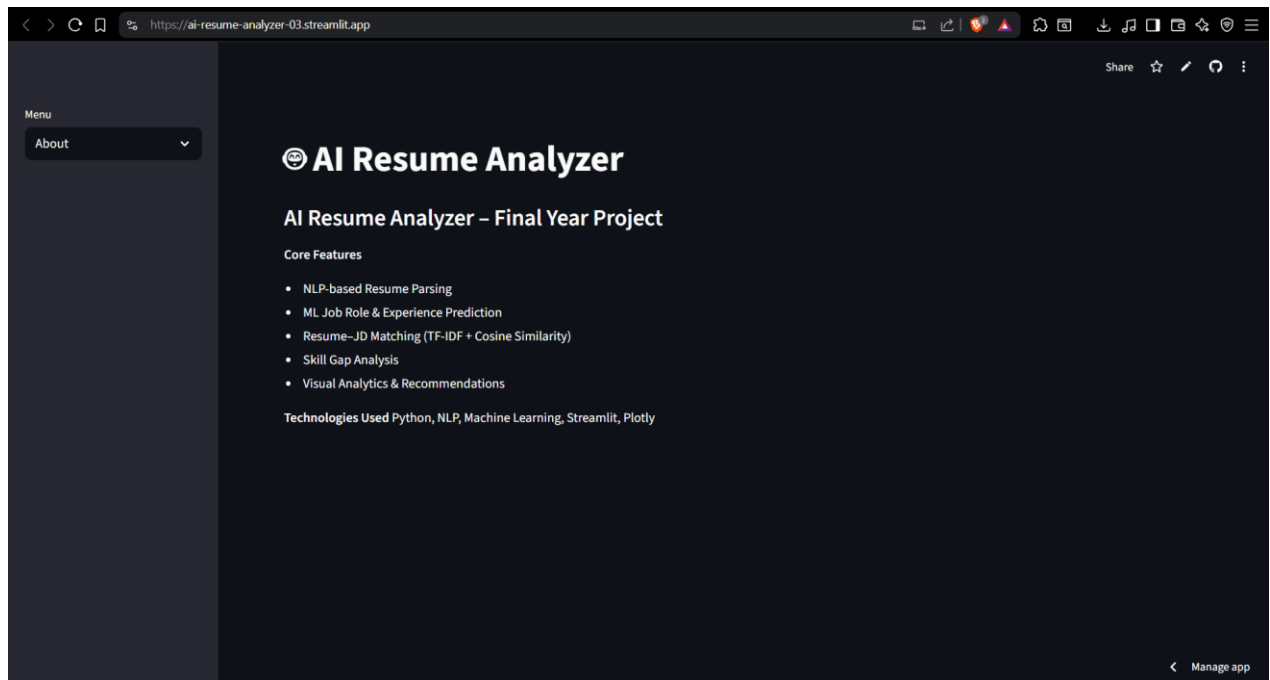 https://ai-resume-analyzer-03.streamlit.app
Share
Menu
About
AI Resume Analyzer
AI Resume Analyzer – Final Year Project
Core Features
• NLP-based Resume Parsing
• ML Job Role & Experience Prediction
• Resume–JD Matching (TF-IDF + Cosine Similarity)
• Skill Gap Analysis
• Visual Analytics & Recommendations
Technologies Used Python, NLP, Machine Learning, Streamlit, Plotly
Manage app